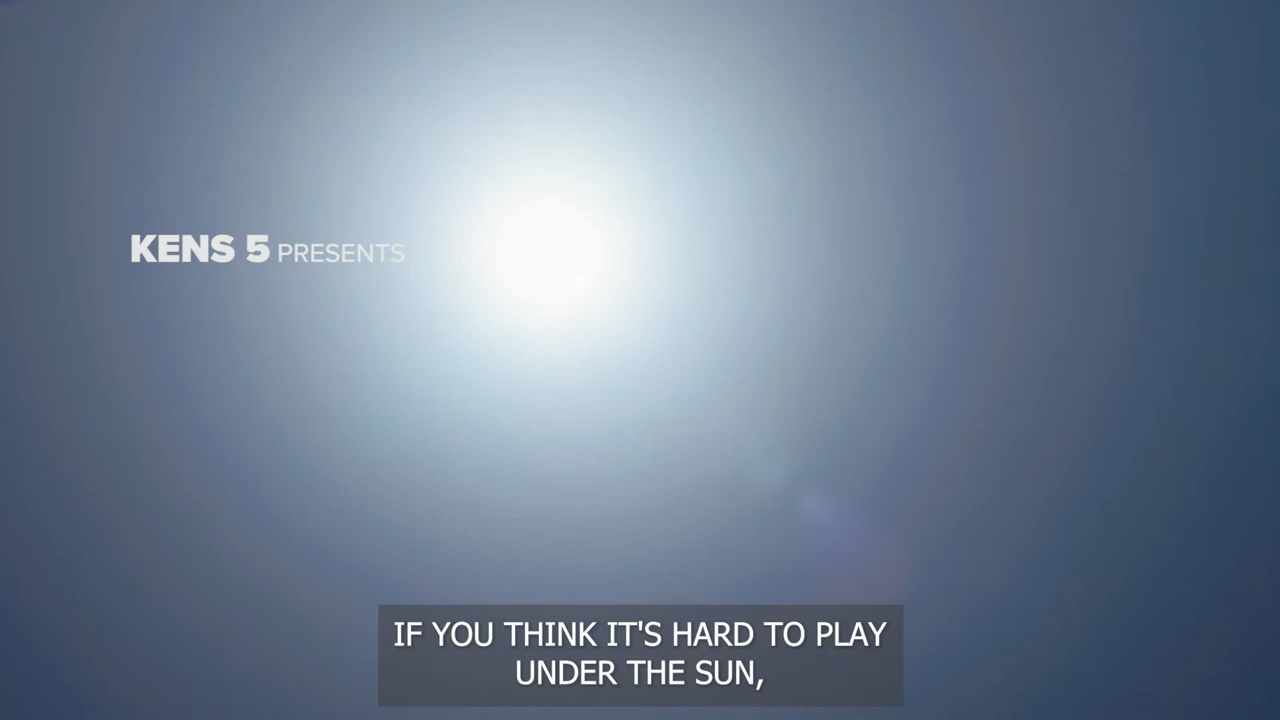 KENS 5 PRESENTS
IF YOU THINK IT'S HARD TO PLAY
UNDER THE SUN,